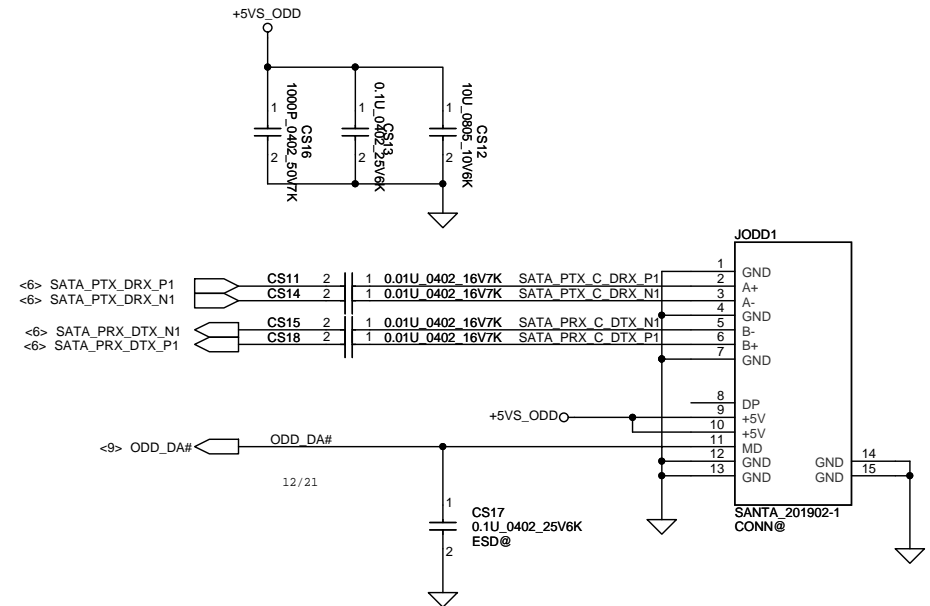 +5VS_ODD
1
2
1000P_0402_50V7K
CS16
1
2
0.1U_0402_25V6K
CS13
1
2
10U_0805_10V6K
CS12
JODD1
<6> SATA_PTX_DRX_P1 CS11 2 1 0.01U_0402_16V7K SATA_PTX_C_DRX_P1
<6> SATA_PTX_DRX_N1 CS14 2 1 0.01U_0402_16V7K SATA_PTX_C_DRX_N1
<6> SATA_PRX_DTX_N1 CS15 2 1 0.01U_0402_16V7K SATA_PRX_C_DTX_N1
<6> SATA_PRX_DTX_P1 CS18 2 1 0.01U_0402_16V7K SATA_PRX_C_DTX_P1
1 GND
2 A+
3 A-
4 GND
5 B-
6 B+
7 GND
8 DP
+5VS_ODD 9 +5V
10 +5V
<9> ODD_DA# ODD_DA# 11 MD
12 GND GND 14
13 GND GND 15
12/21
SANTA_201902-1
CONN@
1
2
CS17
0.1U_0402_25V6K
ESD@